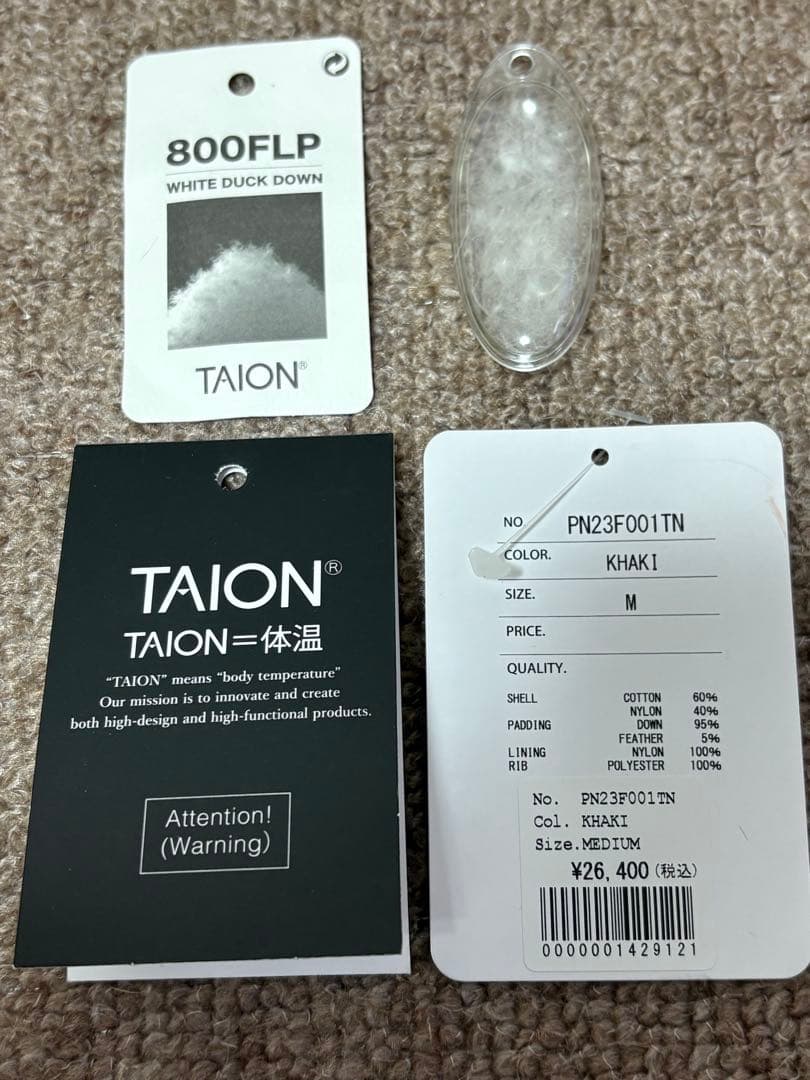 800FLP
WHITE DUCK DOWN
TAION®
TAION®
TAION=体温
"TAION" means "body temperature"
Our mission is to innovate and create
both high-design and high-functional products.
Attention!
(Warning)
NO. PN23F001TN
COLOR. KHAKI
SIZE. M
PRICE.
QUALITY.
SHELL COTTON 60%
NYLON 40%
PADDING DOWN 95%
FEATHER 5%
LINING NYLON 100%
RIB POLYESTER 100%
No. PN23F001TN
Col. KHAKI
Size.MEDIUM
¥26,400(税込)
0000001429121